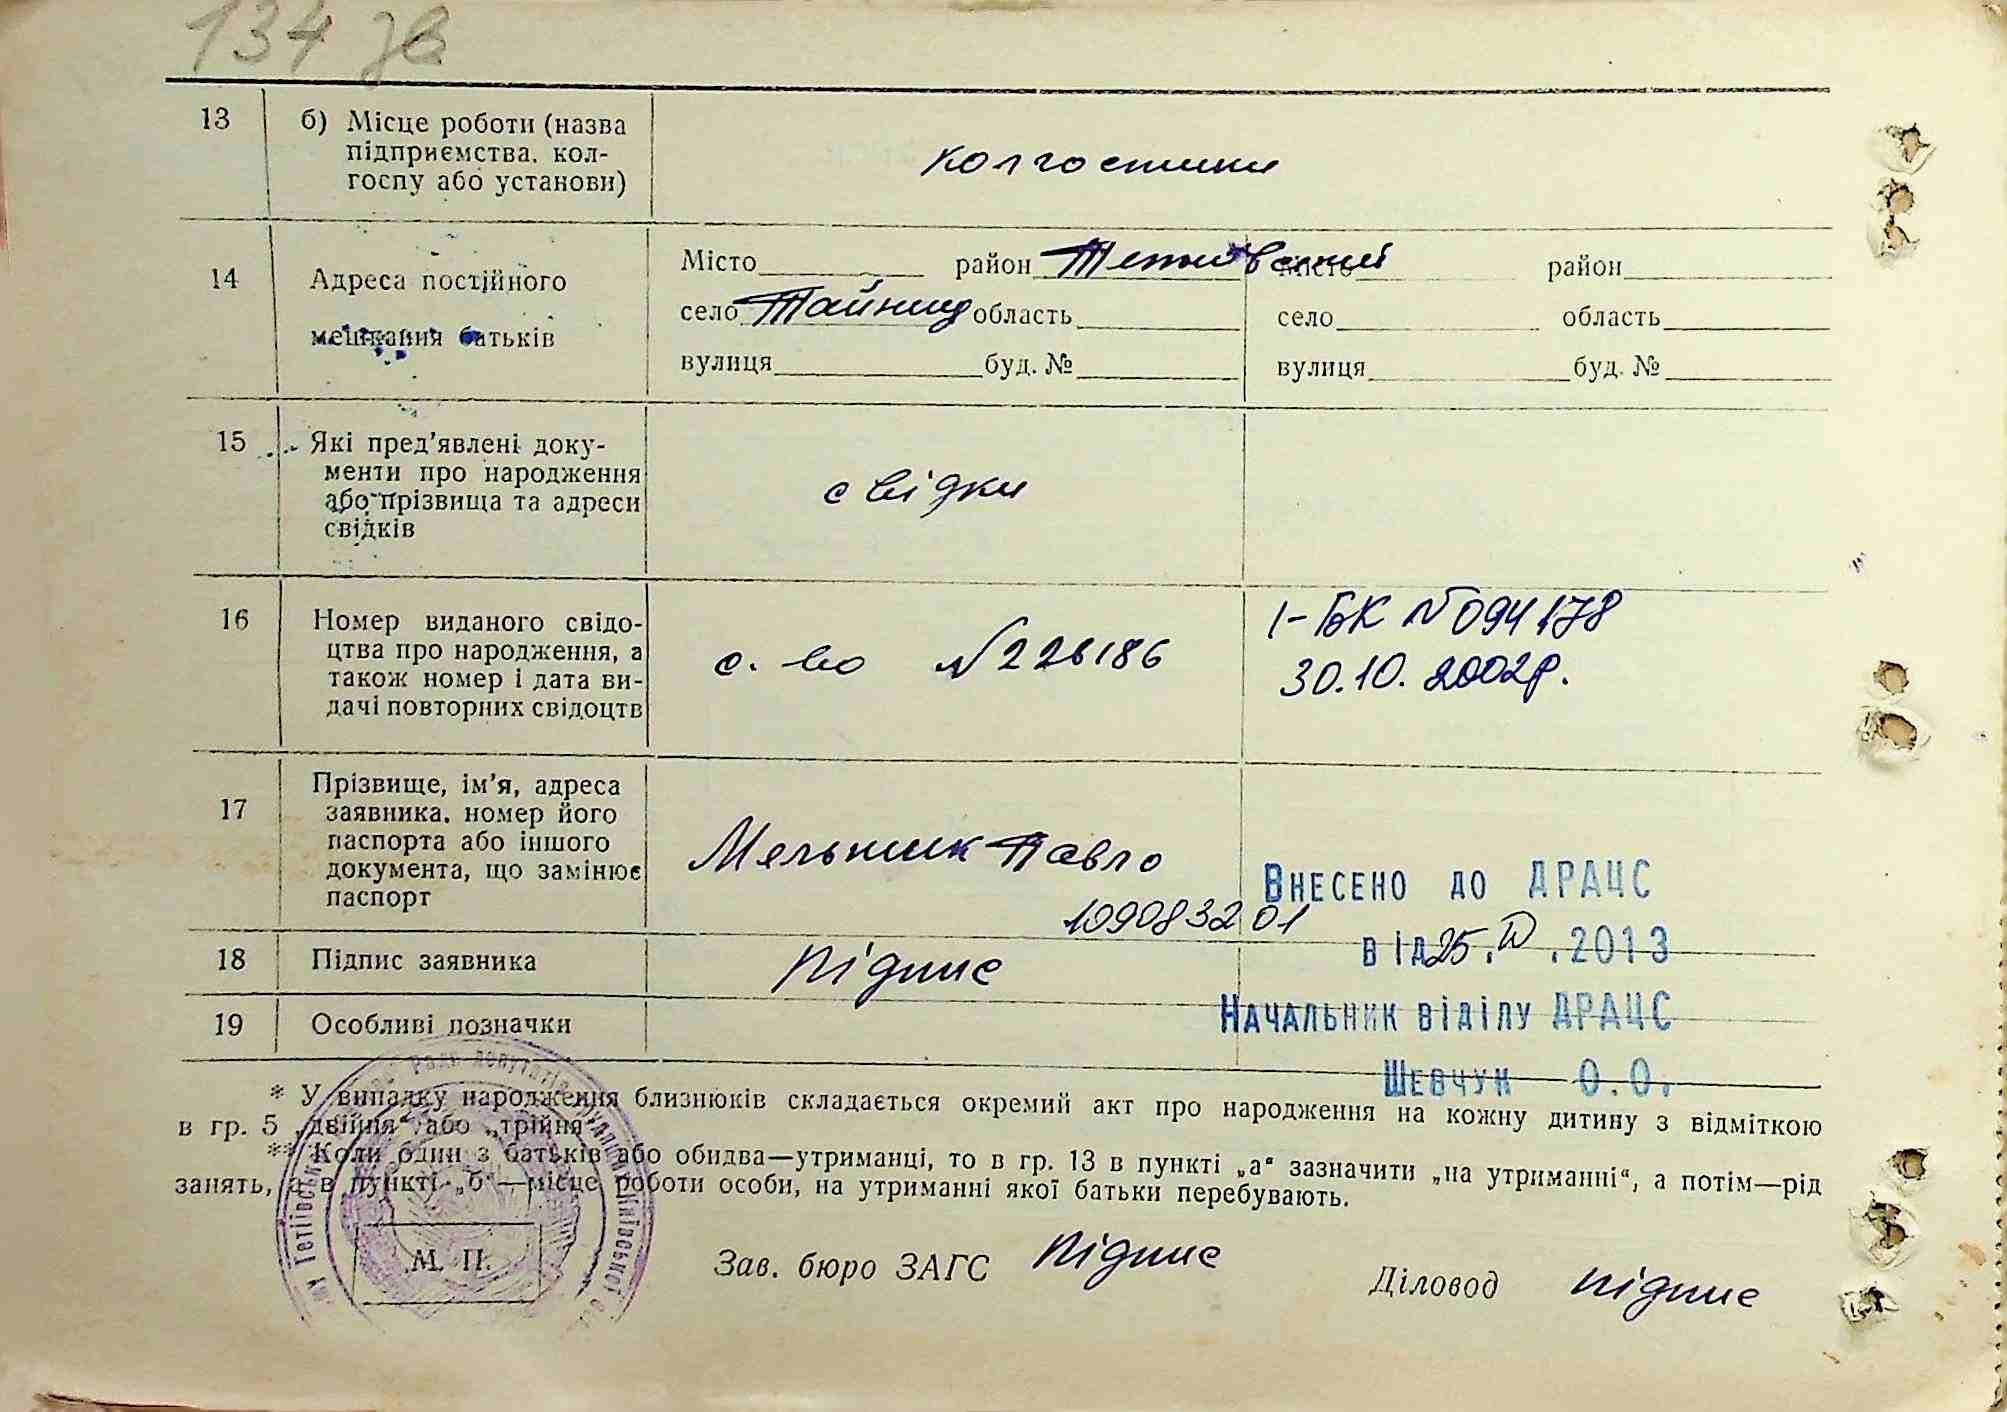 134 зв
13 б) Місце роботи (назва
підприємства, кол-
госпу або установи)
колгоспники
14 Адреса постійного
мешкання батьків
Місто район Тетіївський
село Тайниц область
вулиця буд. №
місто район
село область
вулиця буд. №
15 Які пред'явлені доку-
менти про народження
або прізвища та адреси
свідків
свідки
16 Номер виданого свідо-
цтва про народження, а
також номер і дата ви-
дачі повторних свідоцтв
с. во №226186
І-БК №094178
30.10.2002р.
17 Прізвище, ім'я, адреса
заявника, номер його
паспорта або іншого
документа, що замінює
паспорт
Мельник Павло
1090832 01
Внесено до ДРАЦС
від 25.IV.2013
Начальник відділу ДРАЦС
Шевчук О.О.
18 Підпис заявника
підпис
19 Особливі позначки
* У випадку народження близнюків складається окремий акт про народження на кожну дитину з відміткою
в гр. 5 „двійня“ або „трійня“
** Коли один з батьків або обидва—утриманці, то в гр. 13 в пункті „а“ зазначити „на утриманні“, а потім—рід
занять, а в пункті „б“—місце роботи особи, на утриманні якої батьки перебувають.
М. П.
Зав. бюро ЗАГС підпис
Діловод підпис